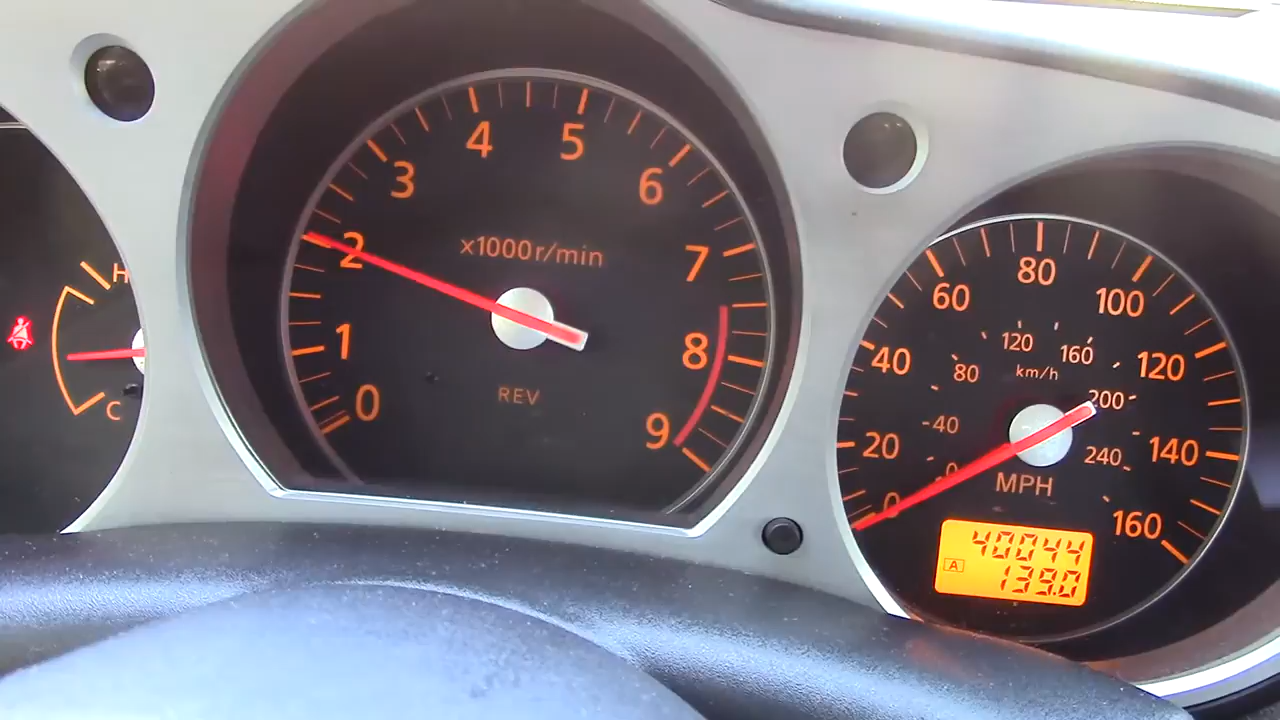 H
C
0 1 2 3 4 5 6 7 8 9
x1000r/min
REV
0 20 40 60 80 100 120 140 160
0 40 80 120 160 200 240
km/h
MPH
40044
A 139.0